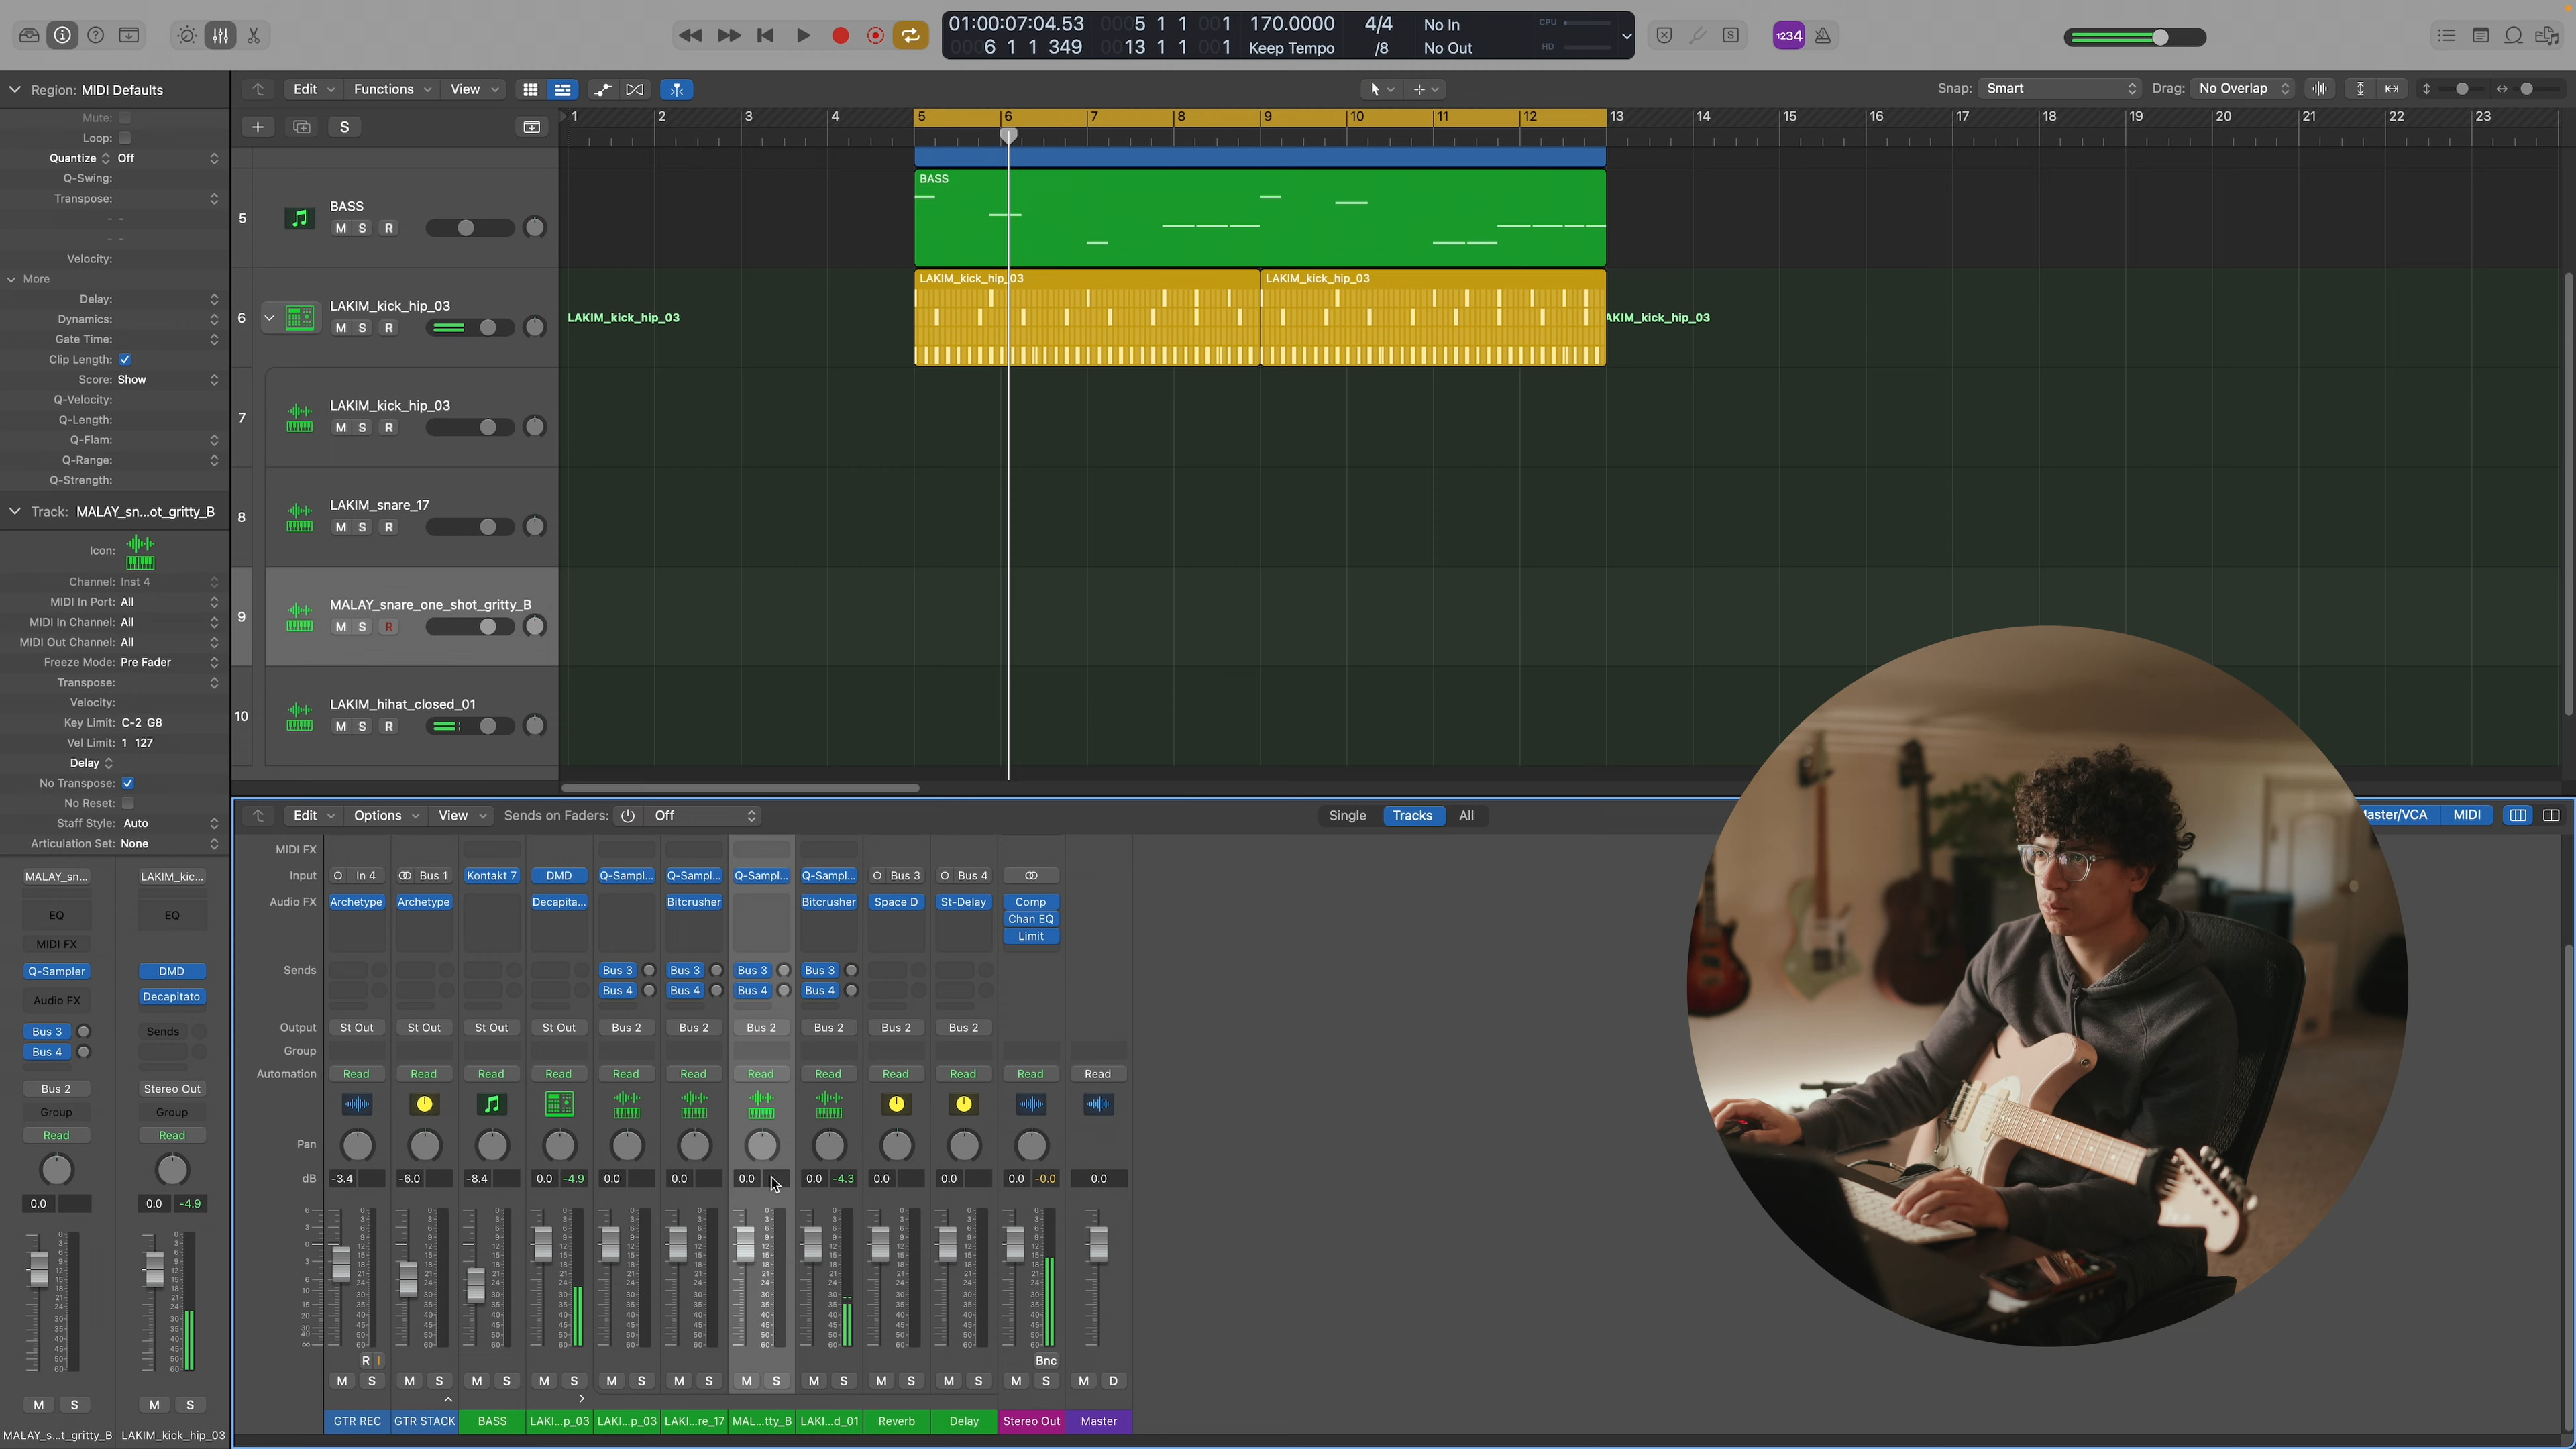 01:00:07:04.53 0005 1 1 001 170.0000 4/4 No In CPU
0006 1 1 349 0013 1 1 001 Keep Tempo /8 No Out HD
1234
Region: MIDI Defaults
Edit Functions View
Snap: Smart Drag: No Overlap
S
1 2 3 4 5 6 7 8 9 10 11 12 13 14 15 16 17 18 19 20 21 22 23
Mute:
Loop:
Quantize Off
Q-Swing:
Transpose:
- -
- -
Velocity:
More
Delay:
Dynamics:
Gate Time:
Clip Length:
Score: Show
Q-Velocity:
Q-Length:
Q-Flam:
Q-Range:
Q-Strength:
Track: MALAY_sn...ot_gritty_B
Icon:
Channel: Inst 4
MIDI In Port: All
MIDI In Channel: All
MIDI Out Channel: All
Freeze Mode: Pre Fader
Transpose:
Velocity:
Key Limit: C-2 G8
Vel Limit: 1 127
Delay
No Transpose:
No Reset:
Staff Style: Auto
Articulation Set: None
5 BASS
M S R
BASS
6 LAKIM_kick_hip_03
M S R
LAKIM_kick_hip_03
LAKIM_kick_hip_03 LAKIM_kick_hip_03
AKIM_kick_hip_03
7 LAKIM_kick_hip_03
M S R
8 LAKIM_snare_17
M S R
9 MALAY_snare_one_shot_gritty_B
M S R
10 LAKIM_hihat_closed_01
M S R
MALAY_sn... LAKIM_kic...
EQ EQ
MIDI FX
Q-Sampler DMD
Audio FX Decapitato
Bus 3 Sends
Bus 4
Bus 2 Stereo Out
Group Group
Read Read
0.0 0.0 -4.9
M S M S
MALAY_s...t_gritty_B LAKIM_kick_hip_03
Edit Options View Sends on Faders: Off Single Tracks All aster/VCA MIDI
MIDI FX
Input In 4 Bus 1 Kontakt 7 DMD Q-Sampl... Q-Sampl... Q-Sampl... Q-Sampl... Bus 3 Bus 4
Audio FX Archetype Archetype Decapita... Bitcrusher Bitcrusher Space D St-Delay Comp
Chan EQ
Limit
Sends Bus 3 Bus 3 Bus 3 Bus 3
Bus 4 Bus 4 Bus 4 Bus 4
Output St Out St Out St Out St Out Bus 2 Bus 2 Bus 2 Bus 2 Bus 2 Bus 2
Group
Automation Read Read Read Read Read Read Read Read Read Read Read Read
Pan
dB -3.4 -6.0 -8.4 0.0 -4.9 0.0 0.0 0.0 0.0 -4.3 0.0 0.0 0.0 -0.0 0.0
R I Bnc
M S M S M S M S M S M S M S M S M S M S M S M D
GTR REC GTR STACK BASS LAKI...p_03 LAKI...p_03 LAKI...re_17 MAL...tty_B LAKI...d_01 Reverb Delay Stereo Out Master